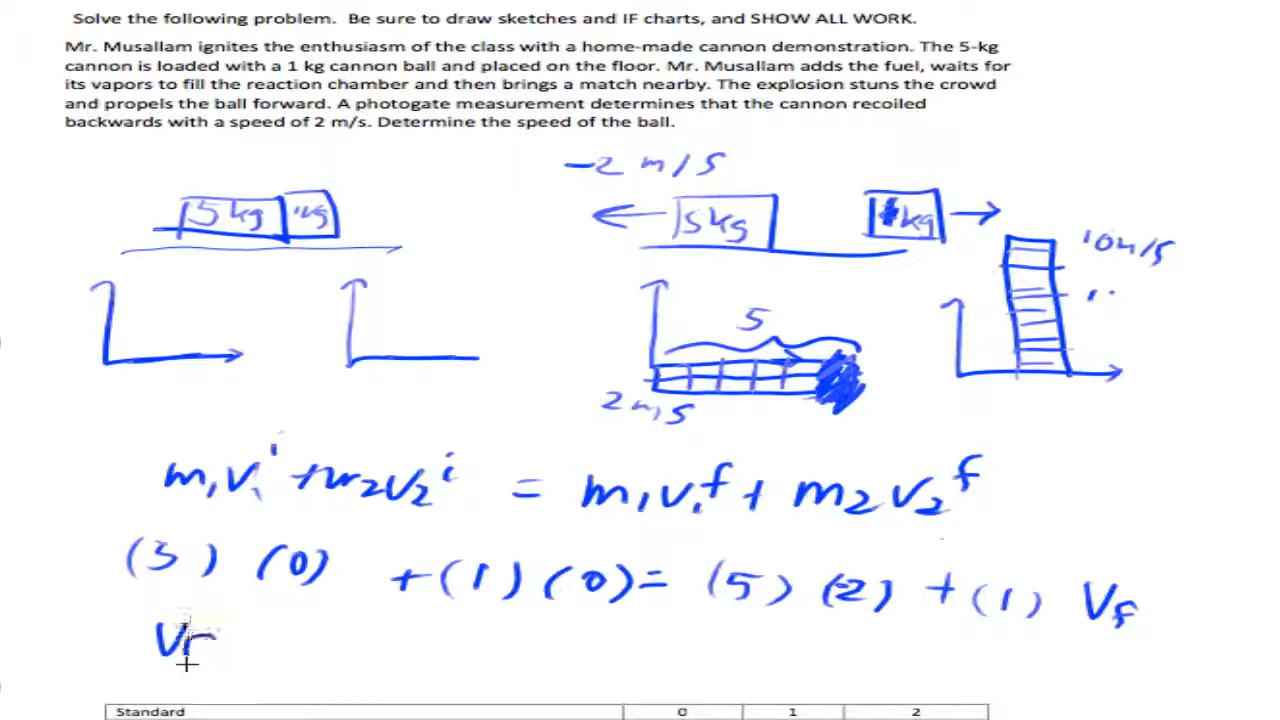 Solve the following problem. Be sure to draw sketches and IF charts, and SHOW ALL WORK.
Mr. Musallam ignites the enthusiasm of the class with a home-made cannon demonstration. The 5-kg
cannon is loaded with a 1 kg cannon ball and placed on the floor. Mr. Musallam adds the fuel, waits for
its vapors to fill the reaction chamber and then brings a match nearby. The explosion stuns the crowd
and propels the ball forward. A photogate measurement determines that the cannon recoiled
backwards with a speed of 2 m/s. Determine the speed of the ball.
-2 m/s
5 kg 1kg
5kg
1kg
10m/s
5
2 m/s
m₁v₁ⁱ + m₂v₂ⁱ = m₁v₁ᶠ + m₂v₂ᶠ
(5) (0) + (1) (0) = (5) (2) + (1) Vf
Standard 0 1 2